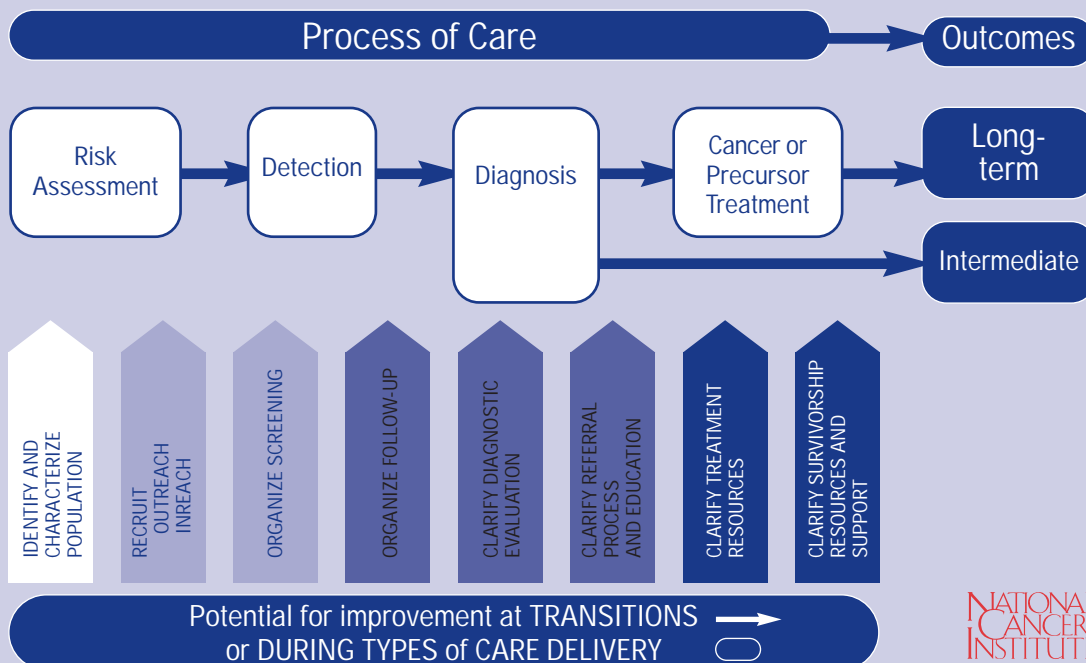 Process of Care
Outcomes
Risk
Assessment
Detection
Diagnosis
Cancer or
Precursor
Treatment
Long-
term
Intermediate
IDENTIFY AND
CHARACTERIZE
POPULATION
RECRUIT
OUTREACH
INREACH
ORGANIZE SCREENING
ORGANIZE FOLLOW-UP
CLARIFY DIAGNOSTIC
EVALUATION
CLARIFY REFERRAL
PROCESS
AND EDUCATION
CLARIFY TREATMENT
RESOURCES
CLARIFY SURVIVORSHIP
RESOURCES AND
SUPPORT
Potential for improvement at TRANSITIONS
or DURING TYPES of CARE DELIVERY
NATIONA
CANCER
INSTITUT